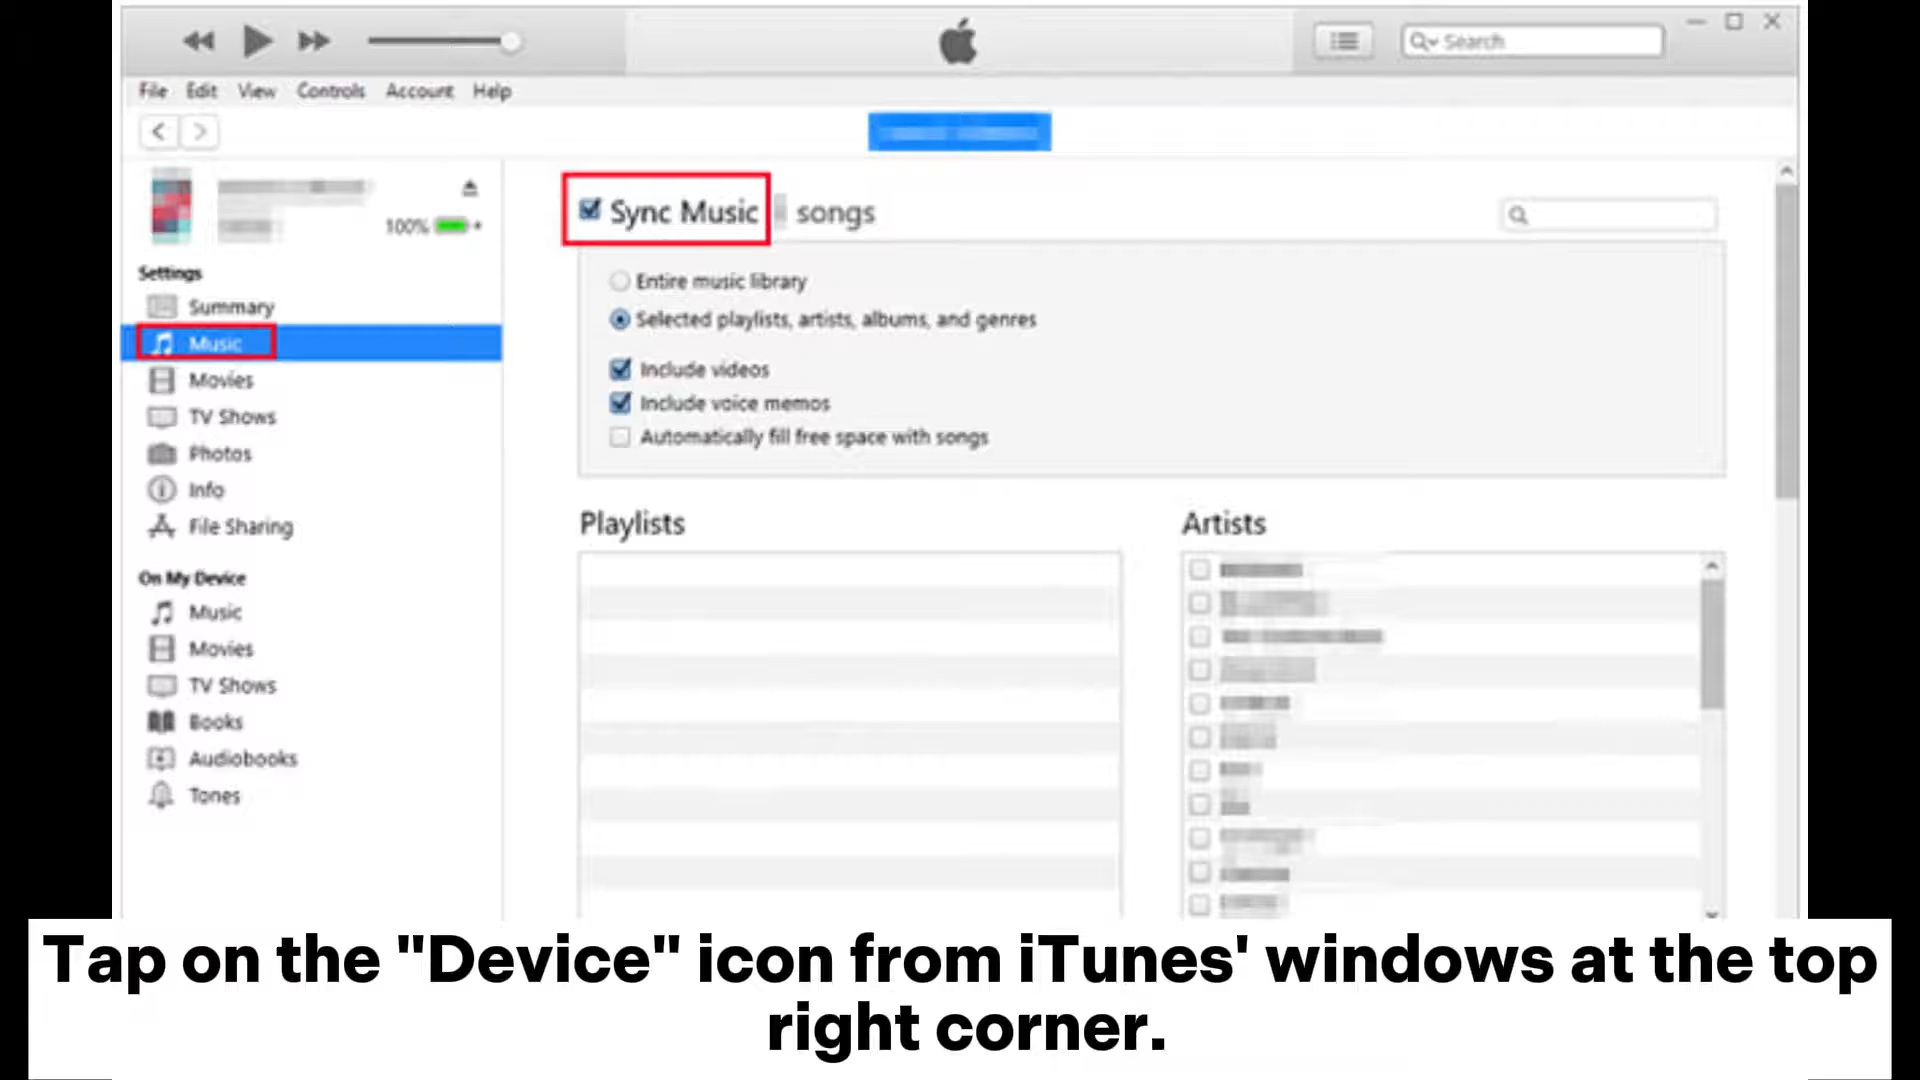 Search
File Edit View Controls Account Help
100%
Sync Music songs
Settings
Summary
Music
Movies
TV Shows
Photos
Info
File Sharing
On My Device
Music
Movies
TV Shows
Books
Audiobooks
Tones
Entire music library
Selected playlists, artists, albums, and genres
Include videos
Include voice memos
Automatically fill free space with songs
Playlists
Artists
Tap on the "Device" icon from iTunes' windows at the top
right corner.